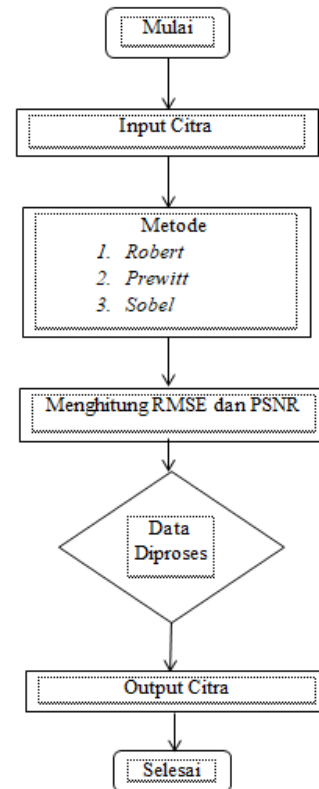 Mulai
Input Citra
Metode
1. Robert
2. Prewitt
3. Sobel
Menghitung RMSE dan PSNR
Data
Diproses
Output Citra
Selesai